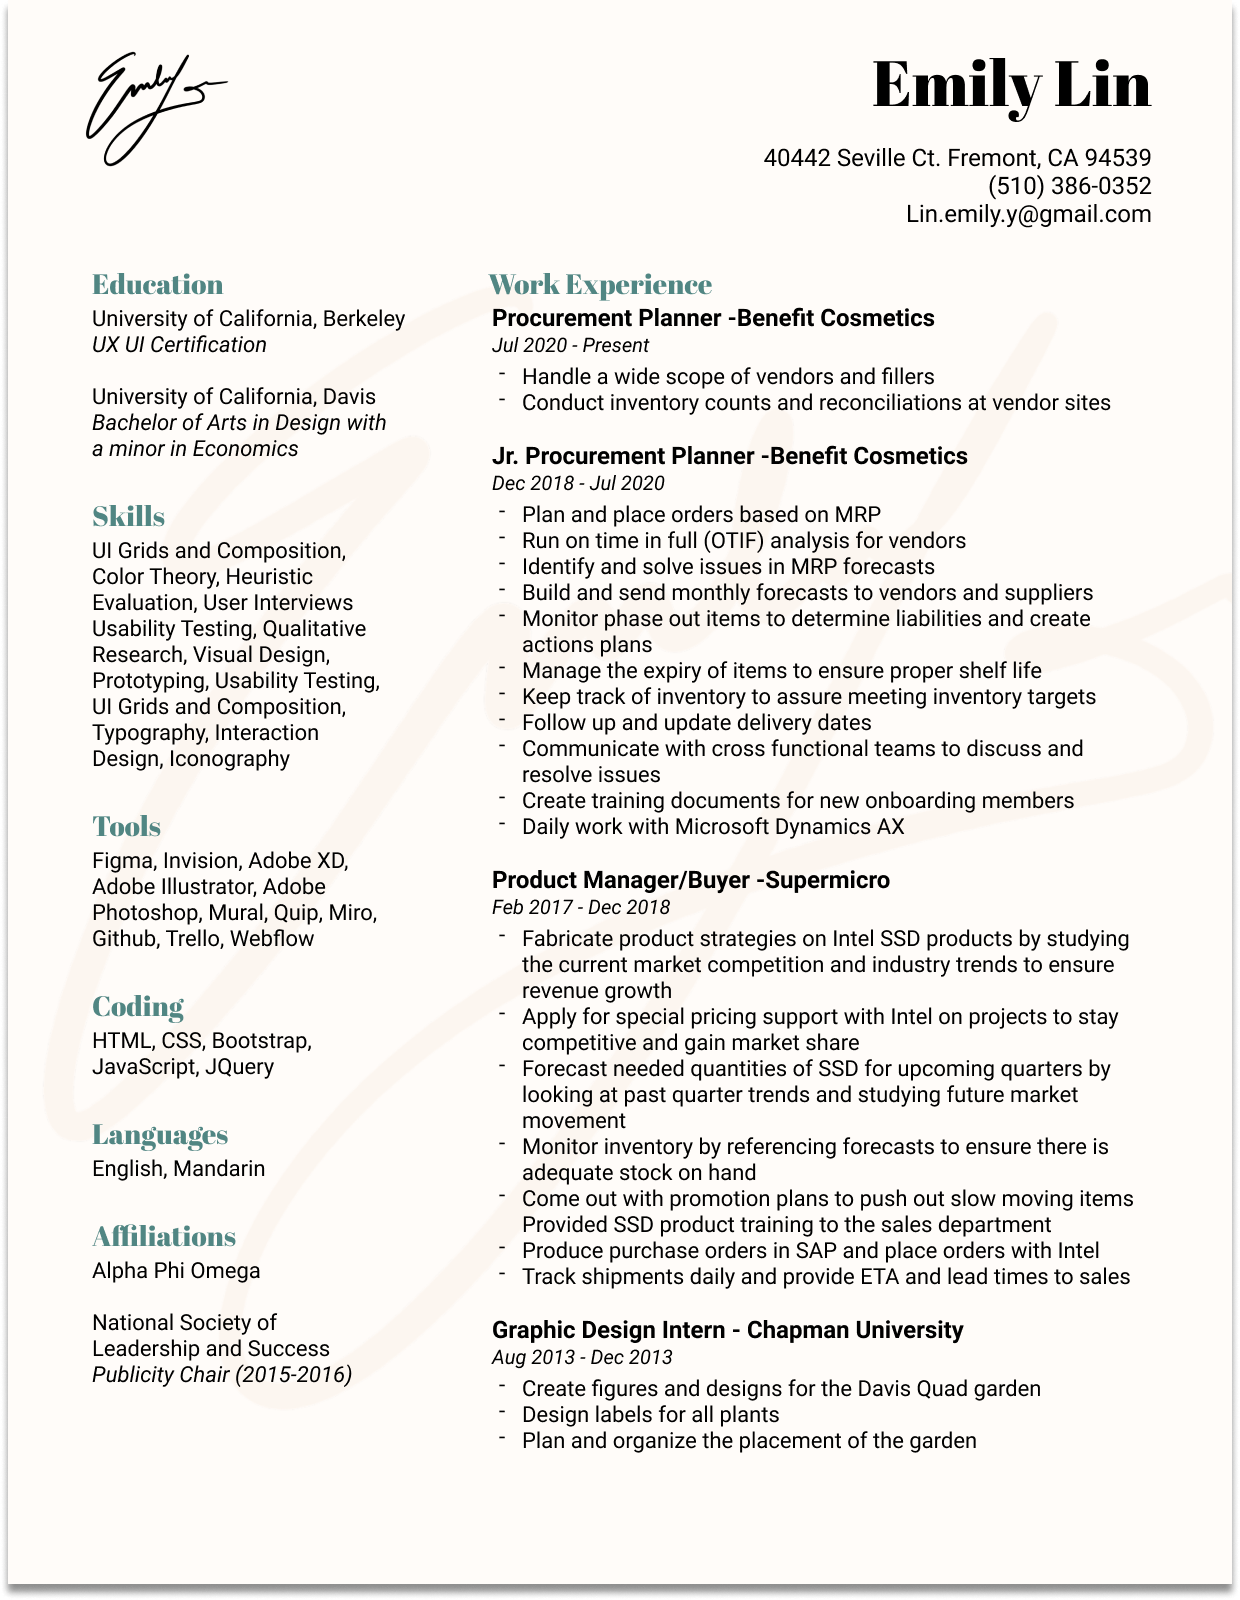 Emily Lin
Emily Lin
40442 Seville Ct. Fremont, CA 94539
(510) 386-0352
Lin.emily.y@gmail.com
Education
University of California, Berkeley
UX UI Certification
University of California, Davis
Bachelor of Arts in Design with
a minor in Economics
Skills
UI Grids and Composition,
Color Theory, Heuristic
Evaluation, User Interviews
Usability Testing, Qualitative
Research, Visual Design,
Prototyping, Usability Testing,
UI Grids and Composition,
Typography, Interaction
Design, Iconography
Tools
Figma, Invision, Adobe XD,
Adobe Illustrator, Adobe
Photoshop, Mural, Quip, Miro,
Github, Trello, Webflow
Coding
HTML, CSS, Bootstrap,
JavaScript, JQuery
Languages
English, Mandarin
Affiliations
Alpha Phi Omega
National Society of
Leadership and Success
Publicity Chair (2015-2016)
Work Experience
Procurement Planner -Benefit Cosmetics
Jul 2020 - Present
- Handle a wide scope of vendors and fillers
- Conduct inventory counts and reconciliations at vendor sites
Jr. Procurement Planner -Benefit Cosmetics
Dec 2018 - Jul 2020
- Plan and place orders based on MRP
- Run on time in full (OTIF) analysis for vendors
- Identify and solve issues in MRP forecasts
- Build and send monthly forecasts to vendors and suppliers
- Monitor phase out items to determine liabilities and create
actions plans
- Manage the expiry of items to ensure proper shelf life
- Keep track of inventory to assure meeting inventory targets
- Follow up and update delivery dates
- Communicate with cross functional teams to discuss and
resolve issues
- Create training documents for new onboarding members
- Daily work with Microsoft Dynamics AX
Product Manager/Buyer -Supermicro
Feb 2017 - Dec 2018
- Fabricate product strategies on Intel SSD products by studying
the current market competition and industry trends to ensure
revenue growth
- Apply for special pricing support with Intel on projects to stay
competitive and gain market share
- Forecast needed quantities of SSD for upcoming quarters by
looking at past quarter trends and studying future market
movement
- Monitor inventory by referencing forecasts to ensure there is
adequate stock on hand
- Come out with promotion plans to push out slow moving items
Provided SSD product training to the sales department
- Produce purchase orders in SAP and place orders with Intel
- Track shipments daily and provide ETA and lead times to sales
Graphic Design Intern - Chapman University
Aug 2013 - Dec 2013
- Create figures and designs for the Davis Quad garden
- Design labels for all plants
- Plan and organize the placement of the garden